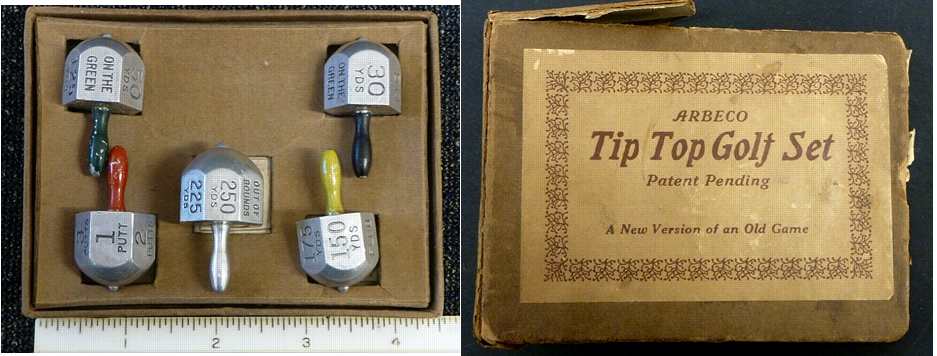 ON THE
GREEN
50
YDS
30
YDS
ON THE
GREEN
1
PUTT
2
225
YDS
250
YDS
OUT OF
BOUNDS
175
YDS
150
YDS
1
2
3
4
ARBECO
Tip Top Golf Set
Patent Pending
A New Version of an Old Game